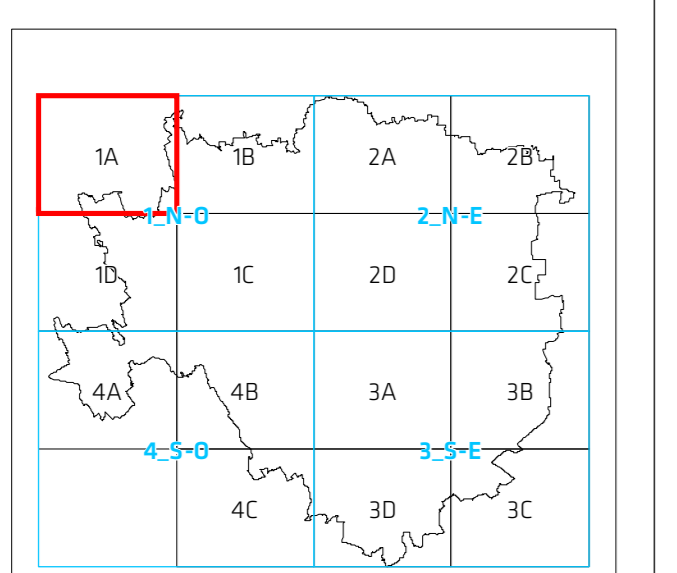 1A 1B 2A 2B
1_N-O 2_N-E
1D 1C 2D 2C
4A 4B 3A 3B
4_S-O 3_S-E
4C 3D 3C